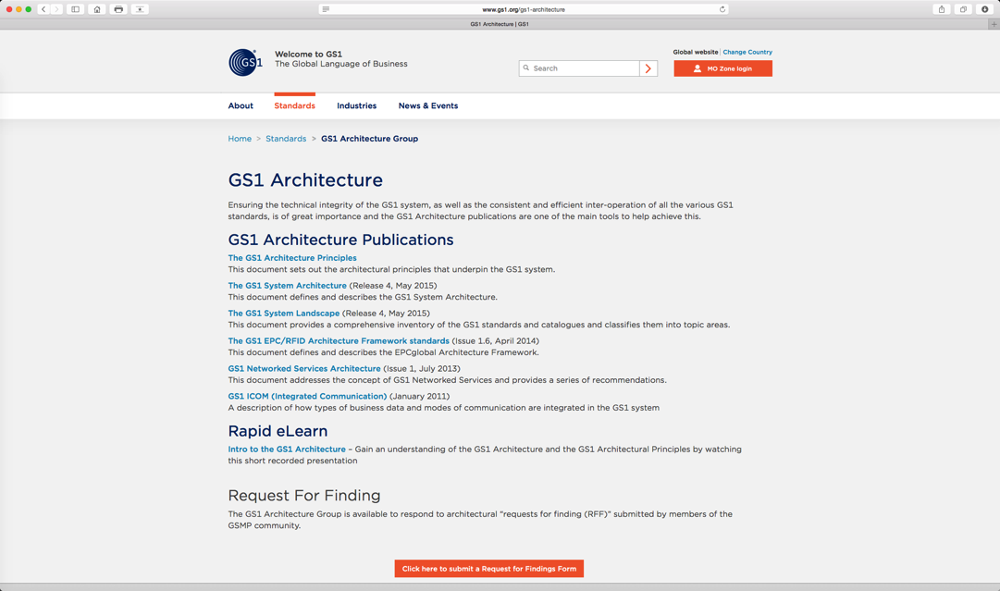 www.gs1.org/gs1-architecture
GS1 Architecture | GS1
GS1
Welcome to GS1
The Global Language of Business
Search
Global website | Change Country
MO Zone login
About
Standards
Industries
News & Events
Home > Standards > GS1 Architecture Group
GS1 Architecture
Ensuring the technical integrity of the GS1 system, as well as the consistent and efficient inter-operation of all the various GS1
standards, is of great importance and the GS1 Architecture publications are one of the main tools to help achieve this.
GS1 Architecture Publications
The GS1 Architecture Principles
This document sets out the architectural principles that underpin the GS1 system.
The GS1 System Architecture (Release 4, May 2015)
This document defines and describes the GS1 System Architecture.
The GS1 System Landscape (Release 4, May 2015)
This document provides a comprehensive inventory of the GS1 standards and catalogues and classifies them into topic areas.
The GS1 EPC/RFID Architecture Framework standards (Issue 1.6, April 2014)
This document defines and describes the EPCglobal Architecture Framework.
GS1 Networked Services Architecture (Issue 1, July 2013)
This document addresses the concept of GS1 Networked Services and provides a series of recommendations.
GS1 ICOM (Integrated Communication) (January 2011)
A description of how types of business data and modes of communication are integrated in the GS1 system
Rapid eLearn
Intro to the GS1 Architecture – Gain an understanding of the GS1 Architecture and the GS1 Architectural Principles by watching
this short recorded presentation
Request For Finding
The GS1 Architecture Group is available to respond to architectural "requests for finding (RFF)" submitted by members of the
GSMP community.
Click here to submit a Request for Findings Form